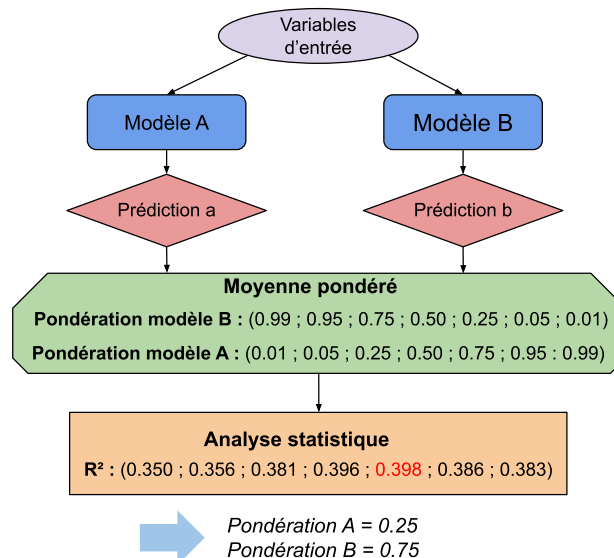 Variables
d'entrée
Modèle A
Modèle B
Prédiction a
Prédiction b
Moyenne pondéré
Pondération modèle B : (0.99 ; 0.95 ; 0.75 ; 0.50 ; 0.25 ; 0.05 ; 0.01)
Pondération modèle A : (0.01 ; 0.05 ; 0.25 ; 0.50 ; 0.75 ; 0.95 : 0.99)
Analyse statistique
R² : (0.350 ; 0.356 ; 0.381 ; 0.396 ; 0.398 ; 0.386 ; 0.383)
Pondération A = 0.25
Pondération B = 0.75